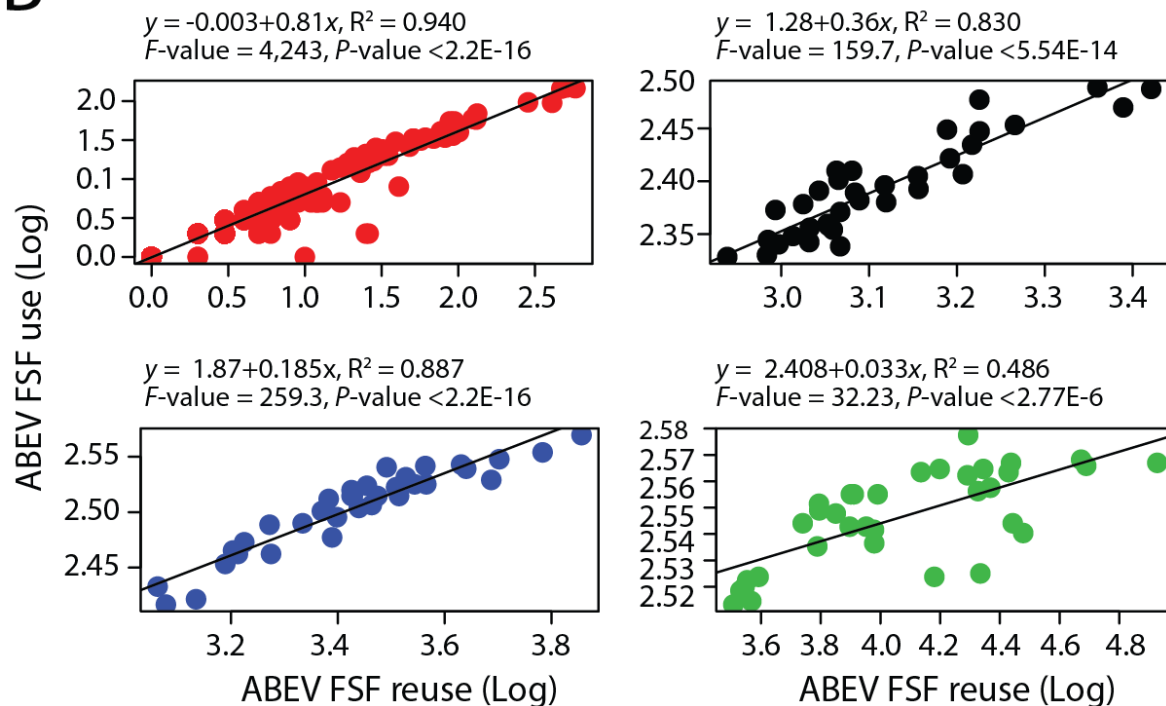 y = -0.003+0.81x, R² = 0.940
F-value = 4,243, P-value <2.2E-16
2.0
1.5
0.1
0.5
0.0
0.0 0.5 1.0 1.5 2.0 2.5
y = 1.28+0.36x, R² = 0.830
F-value = 159.7, P-value <5.54E-14
2.50
2.45
2.40
2.35
3.0 3.1 3.2 3.3 3.4
ABEV FSF use (Log)
y = 1.87+0.185x, R² = 0.887
F-value = 259.3, P-value <2.2E-16
2.55
2.50
2.45
3.2 3.4 3.6 3.8
ABEV FSF reuse (Log)
y = 2.408+0.033x, R² = 0.486
F-value = 32.23, P-value <2.77E-6
2.58
2.57
2.56
2.55
2.54
2.53
2.52
3.6 3.8 4.0 4.2 4.4 4.6 4.8
ABEV FSF reuse (Log)